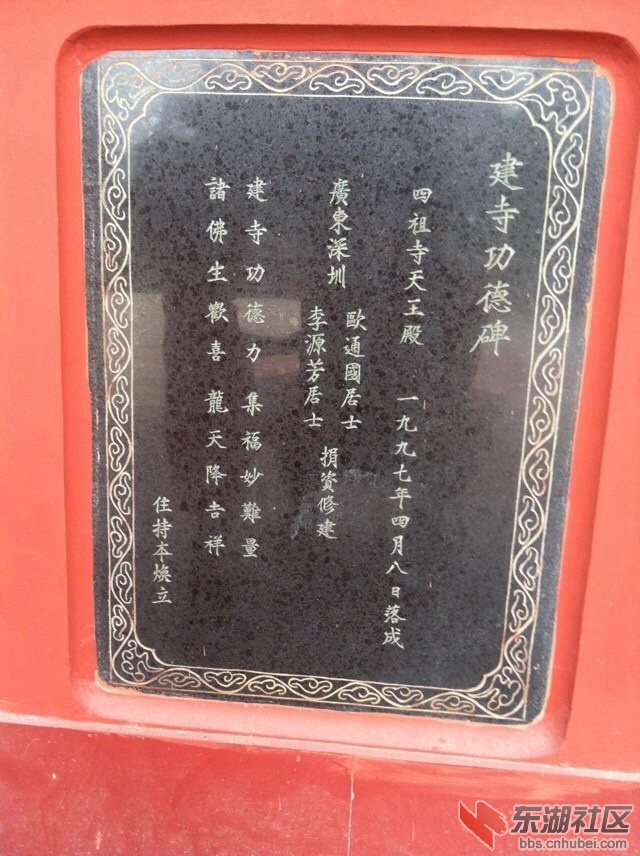 建寺功德碑
四祖寺天王殿 一九九七年四月八日落成
廣東深圳 歐通國居士 李源芳居士 捐资修建
建寺功德力 集福妙難量
諸佛生歡喜 龍天降吉祥
住持本煥立
东湖社区
bbs.cnhubei.com